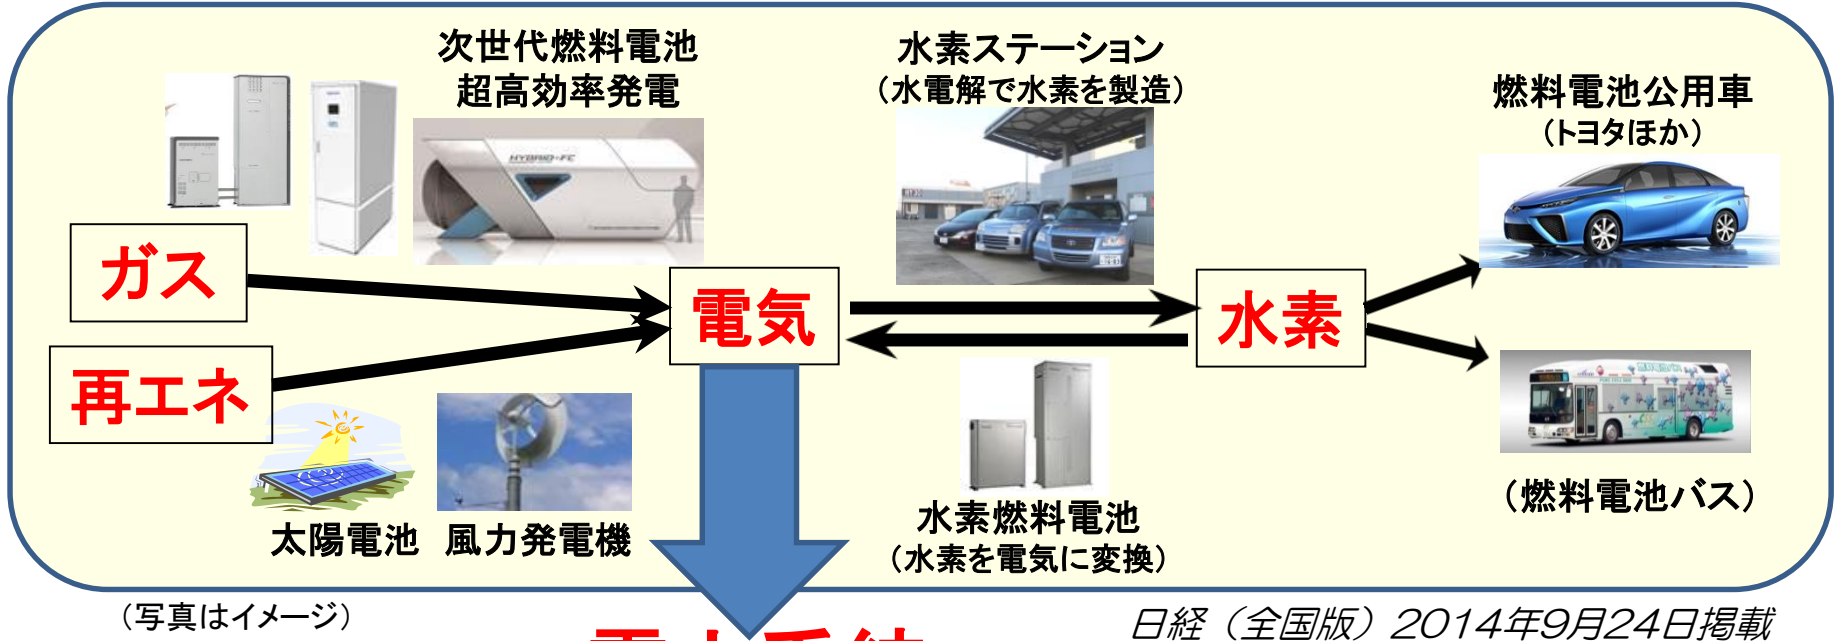 次世代燃料電池
超高効率発電
水素ステーション
(水電解で水素を製造)
燃料電池公用車
(トヨタほか)
HYBRID-FC
ガス
電気
水素
再エネ
太陽電池
風力発電機
水素燃料電池
(水素を電気に変換)
(燃料電池バス)
(写真はイメージ)
日経（全国版）2014年9月24日掲載